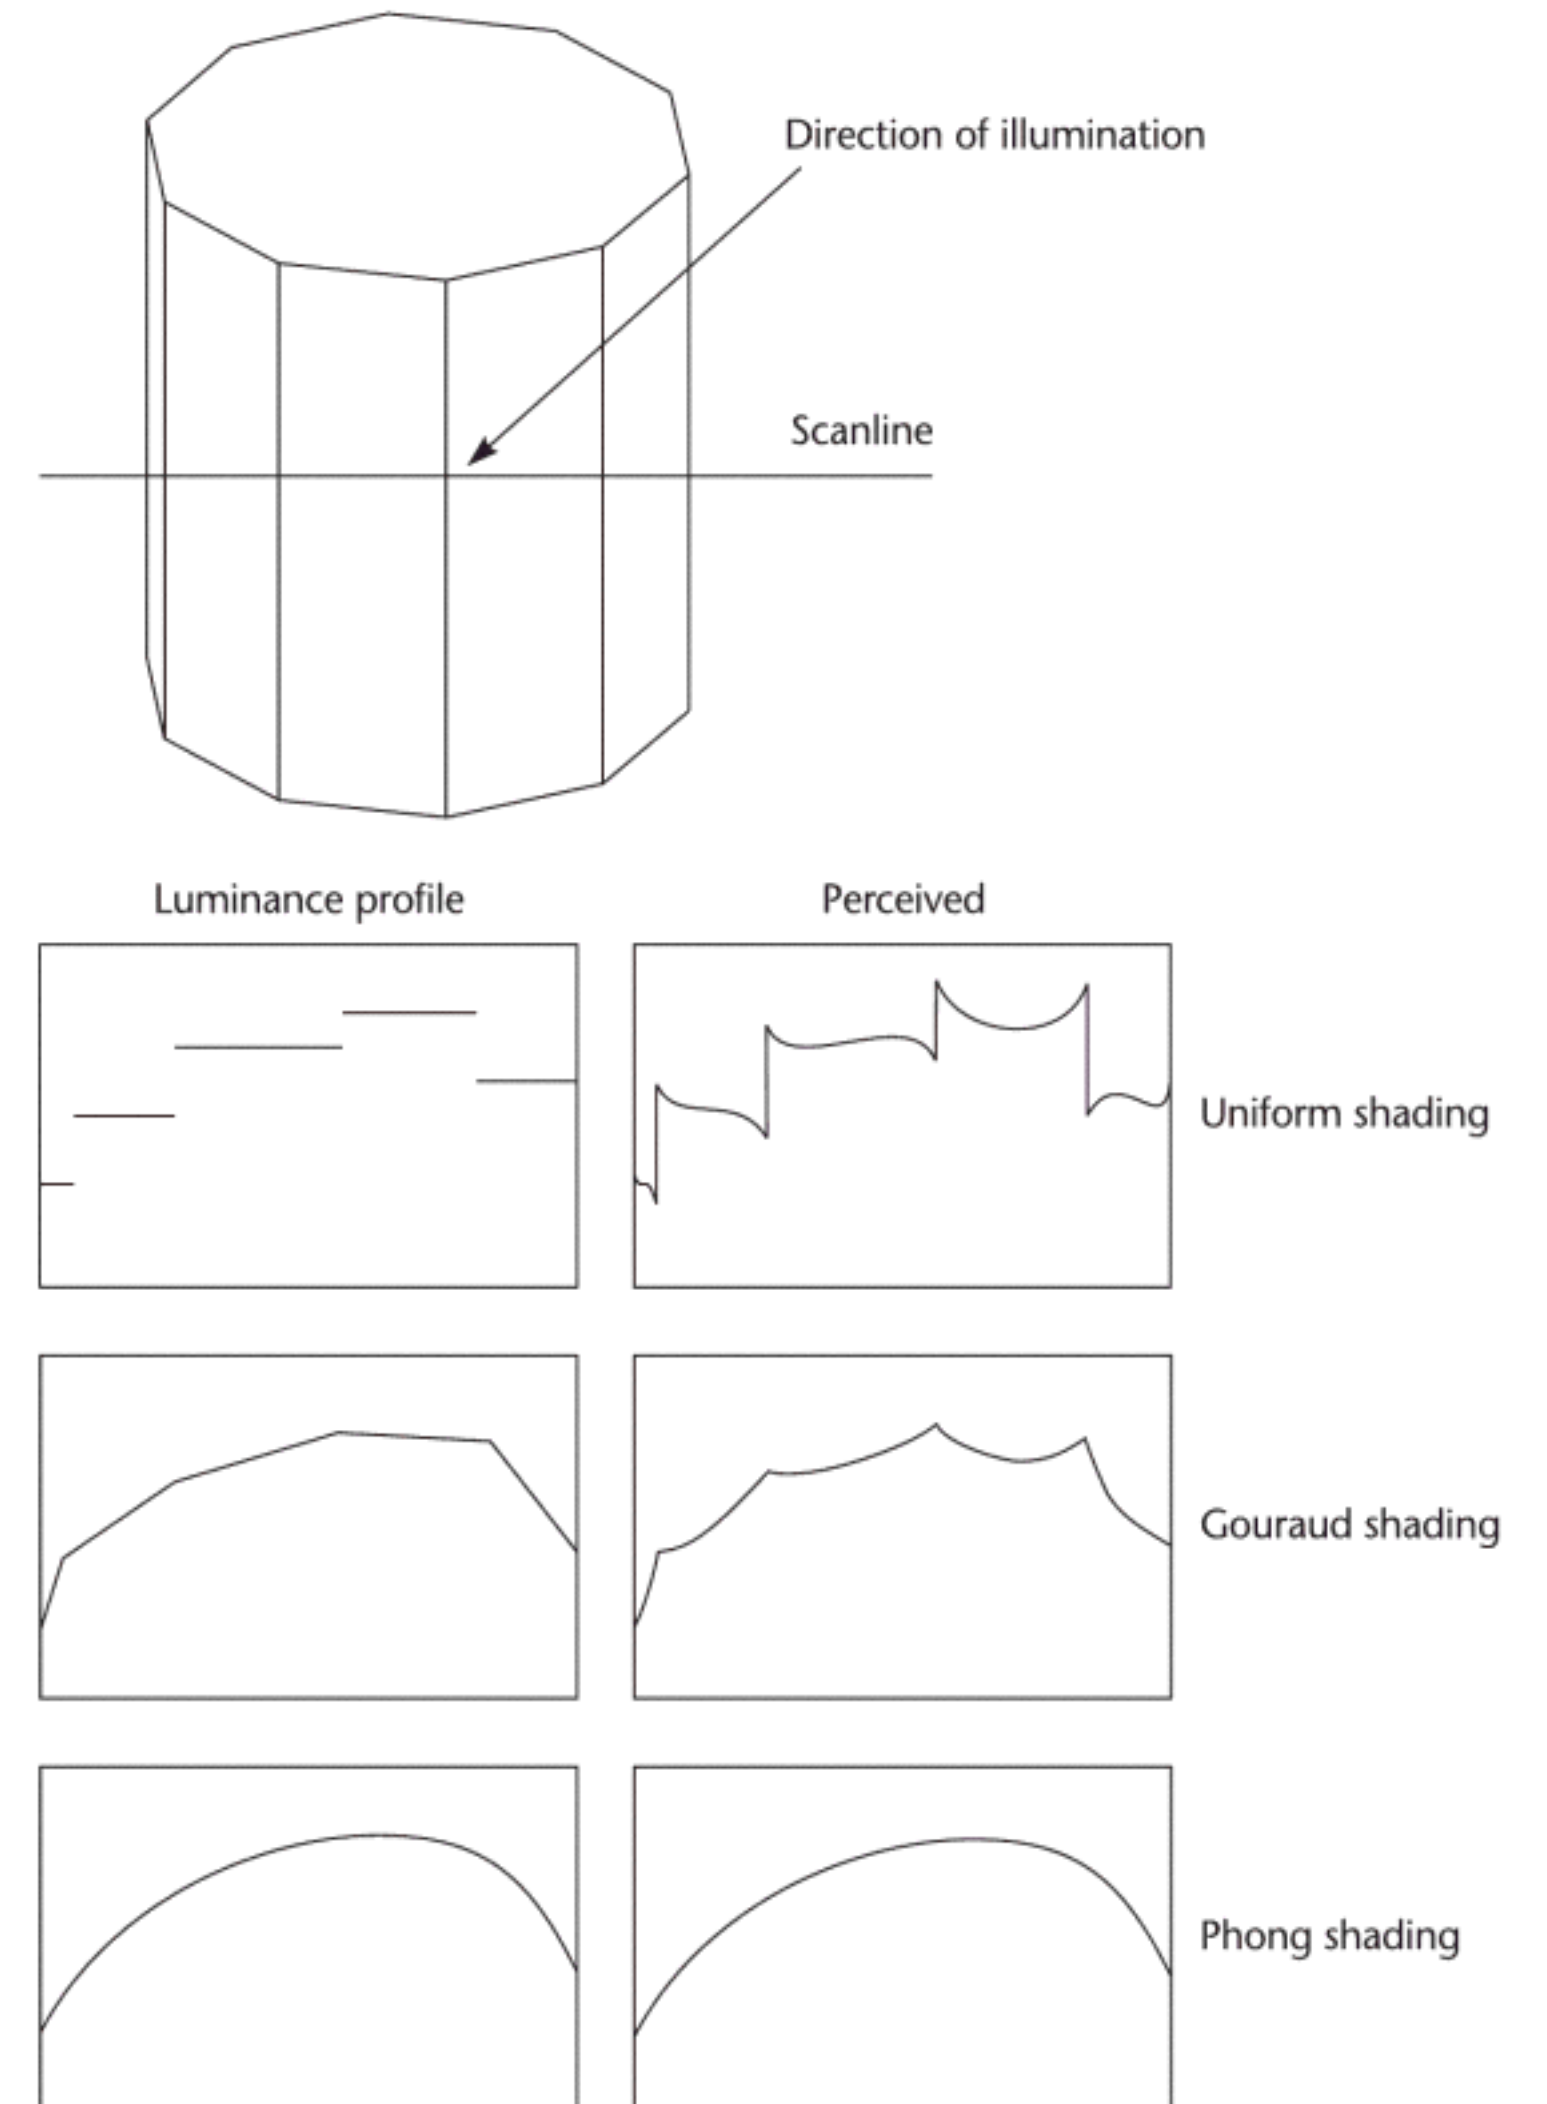 Direction of illumination
Scanline
Luminance profile
Perceived
Uniform shading
Gouraud shading
Phong shading